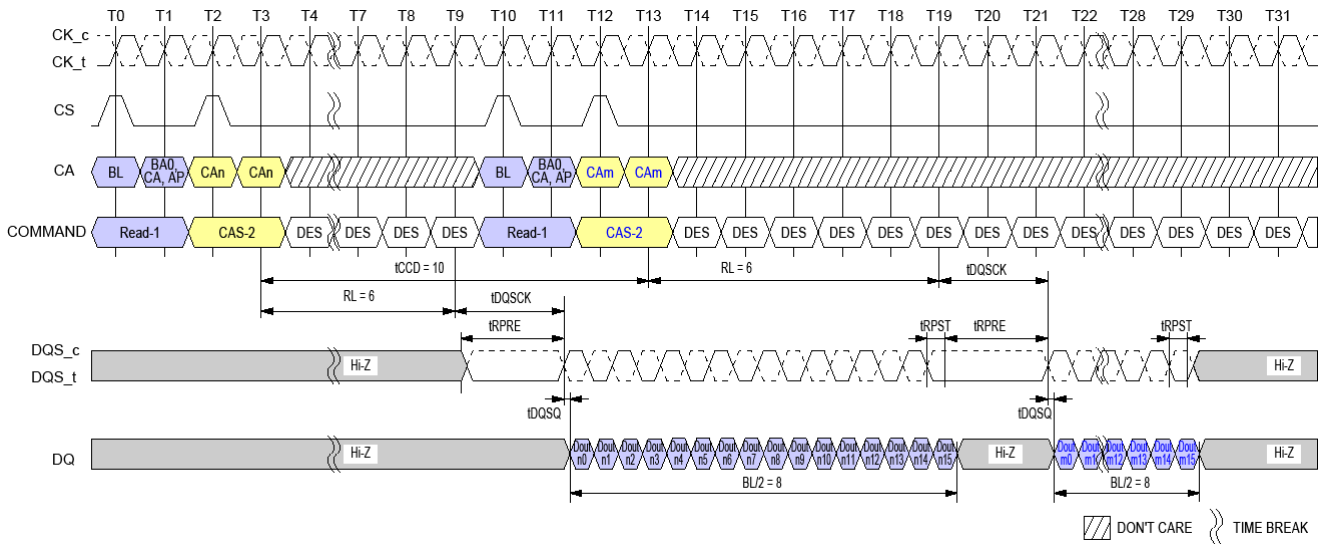 T0 T1 T2 T3 T4 T7 T8 T9 T10 T11 T12 T13 T14 T15 T16 T17 T18 T19 T20 T21 T22 T28 T29 T30 T31
CK_c
CK_t
CS
CA BL BA0, CA, AP CAn CAn BL BA0, CA, AP CAm CAm
COMMAND Read-1 CAS-2 DES DES DES DES Read-1 CAS-2 DES DES DES DES DES DES DES DES DES DES DES DES DES
tCCD = 10 RL = 6 tDQSCK
RL = 6 tDQSCK
tRPRE tRPST tRPRE tRPST
DQS_c
DQS_t Hi-Z Hi-Z
tDQSQ tDQSQ
DQ Hi-Z Dout n0 Dout n1 Dout n2 Dout n3 Dout n4 Dout n5 Dout n6 Dout n7 Dout n8 Dout n9 Dout n10 Dout n11 Dout n12 Dout n13 Dout n14 Dout n15 Hi-Z Dout m0 Dout Dout m12 Dout m13 Dout m14 Dout m15 Hi-Z
BL/2 = 8 BL/2 = 8
DON'T CARE TIME BREAK